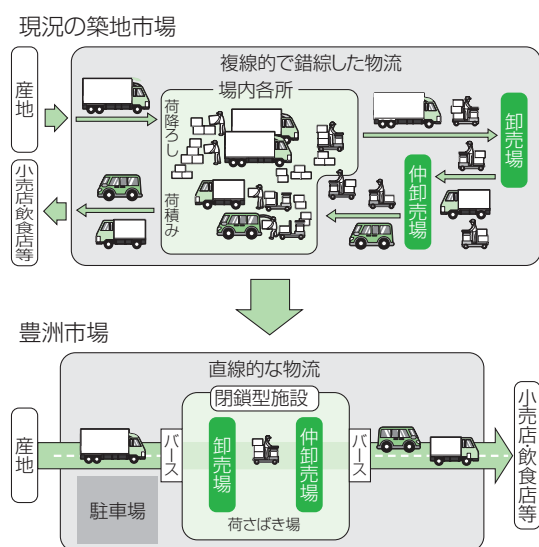 現況の築地市場
複線的で錯綜した物流
産地
場内各所
荷降ろし
卸売場
仲卸売場
小売店飲食店等
荷積み
豊洲市場
直線的な物流
閉鎖型施設
産地
バース
卸売場
仲卸売場
バース
小売店・飲食店等
駐車場
荷さばき場